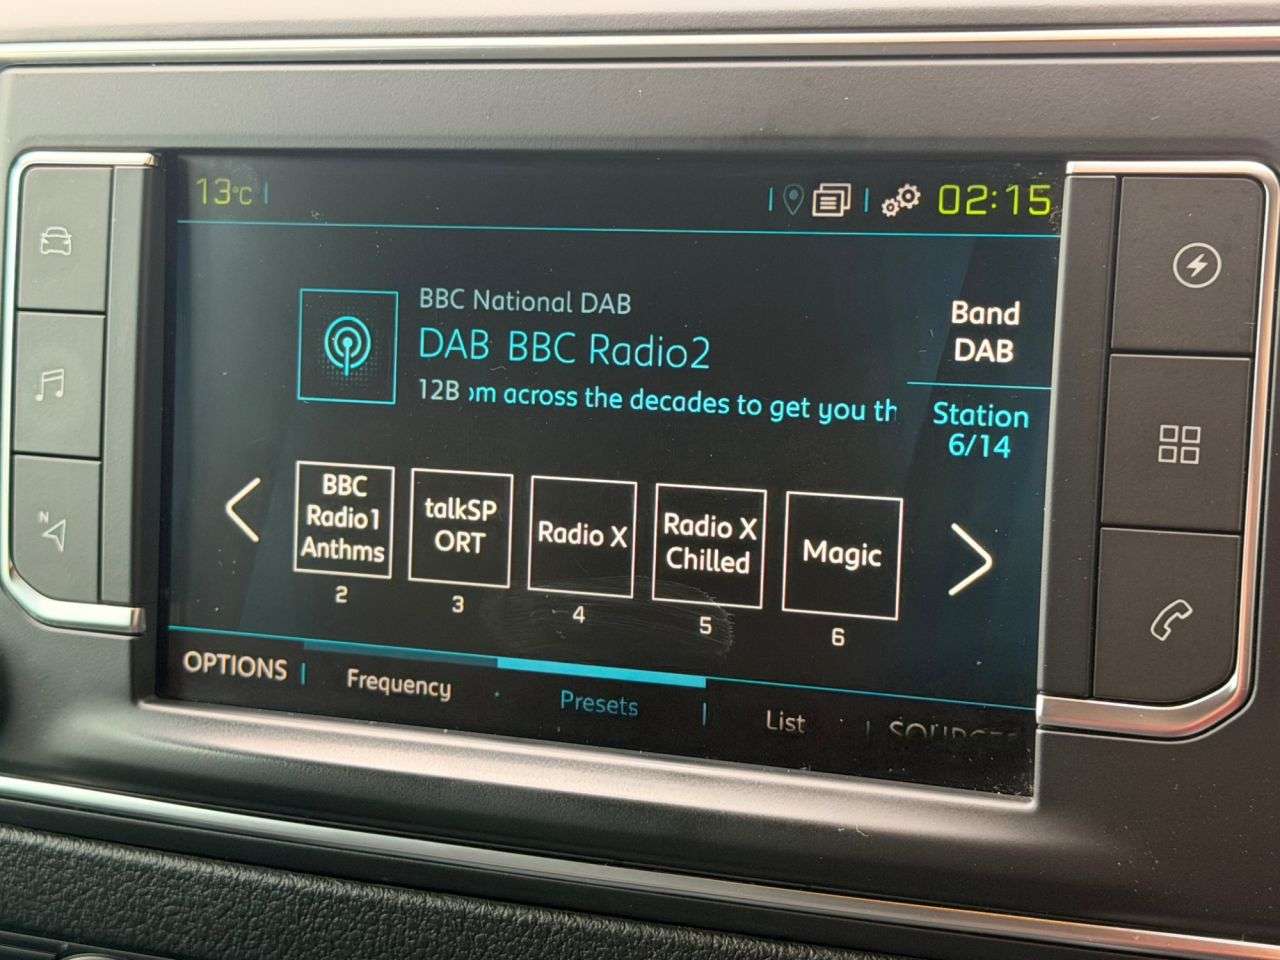 13°C
02:15
BBC National DAB
DAB BBC Radio2
12B om across the decades to get you th
Band
DAB
Station
6/14
BBC
Radio1
Anthms
talkSP
ORT
Radio X
Radio X
Chilled
Magic
2
3
4
5
6
OPTIONS
Frequency
Presets
List
N